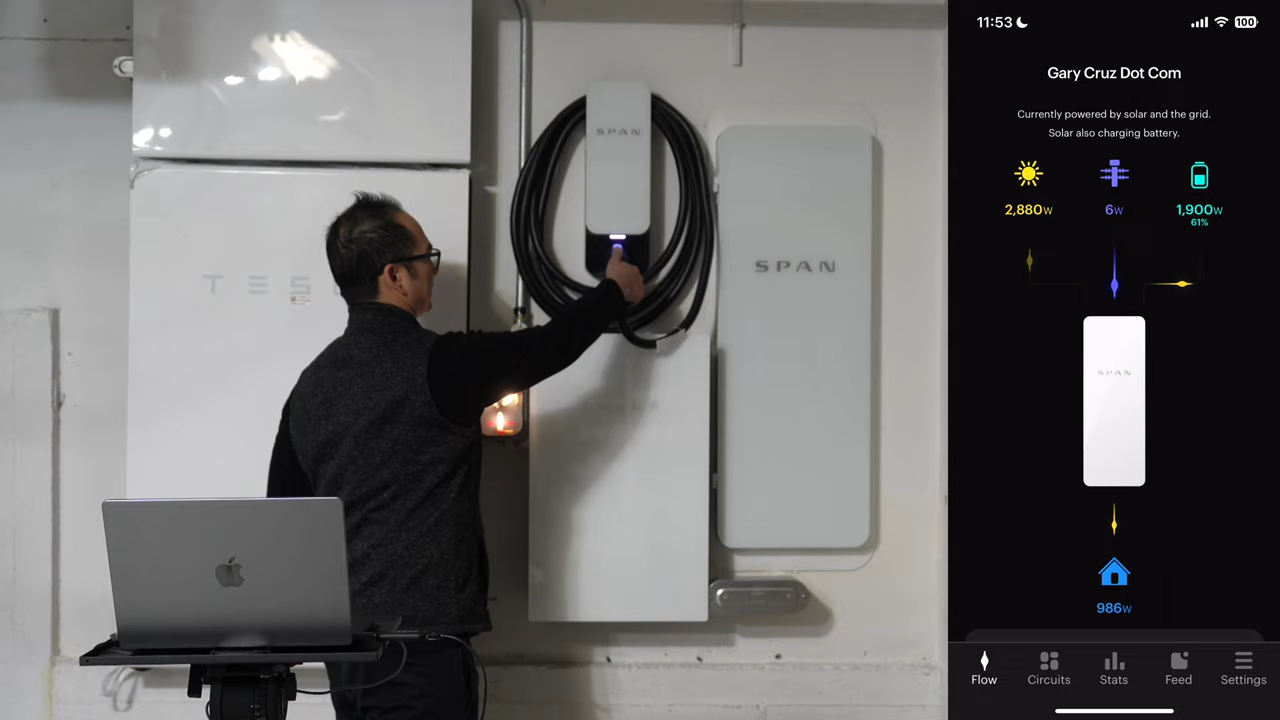 TES
SPAN
SPAN
11:53
100
Gary Cruz Dot Com
Currently powered by solar and the grid.
Solar also charging battery.
2,880W
6W
1,900W
61%
SPAN
986W
Flow
Circuits
Stats
Feed
Settings